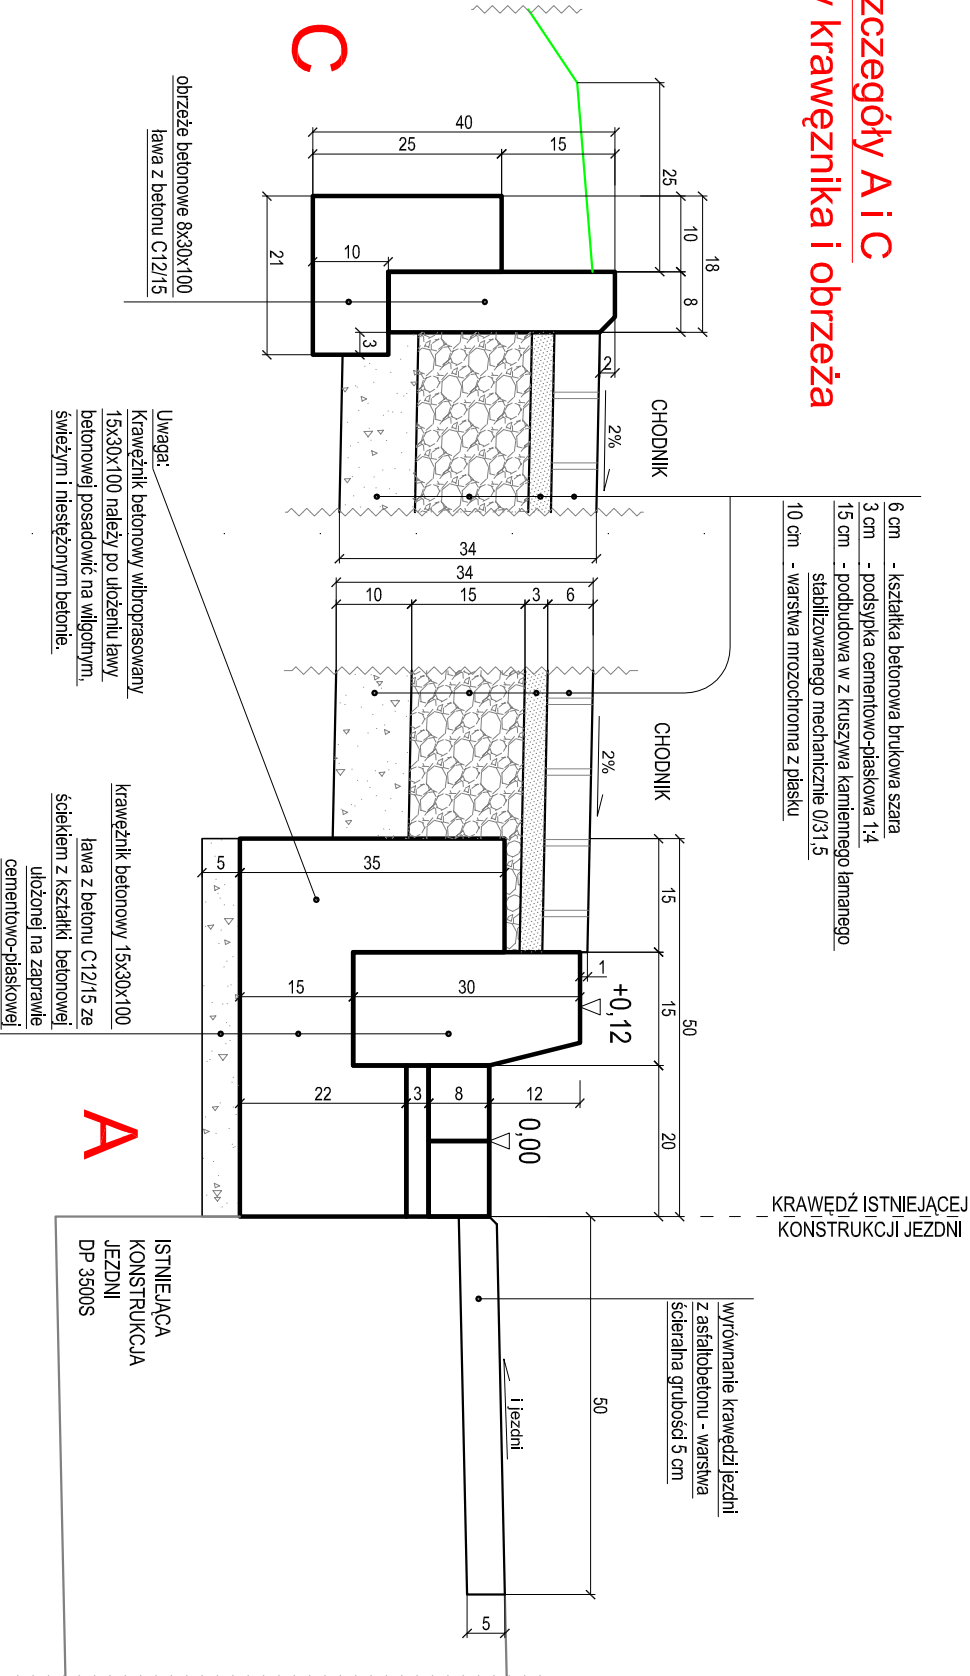 zczegóły A i C
y krawęznika i obrzeża
6 cm - kształtka betonowa brukowa szara
3 cm - podsypka cementowo-piaskowa 1:4
15 cm - podbudowa w z kruszywa kamiennego łamanego
stabilizowanego mechanicznie 0/31,5
10 cm - warstwa mrozochronna z piasku
KRAWĘDŹ ISTNIEJĄCEJ
KONSTRUKCJI JEZDNI
wyrównanie krawędzi jezdni
z asfaltobetonu - warstwa
ścieralna grubości 5 cm
C
40
25
15
25
10
8
18
21
10
3
2
CHODNIK
2%
34
34
10
15
3
6
CHODNIK
2%
50
15
15
20
5
35
15
30
1
+0,12
22
3
8
12
0,00
50
i jezdni
5
obrzeże betonowe 8x30x100
ława z betonu C12/15
Uwaga:
Krawężnik betonowy wibroprasowany
15x30x100 należy po ułożeniu ławy
betonowej posadowić na wilgotnym,
świeżym i niestężonym betonie.
krawężnik betonowy 15x30x100
ława z betonu C12/15 ze
ściekiem z kształtki betonowej
ułożonej na zaprawie
cementowo-piaskowej
A
ISTNIEJĄCA
KONSTRUKCJA
JEZDNI
DP 3500S